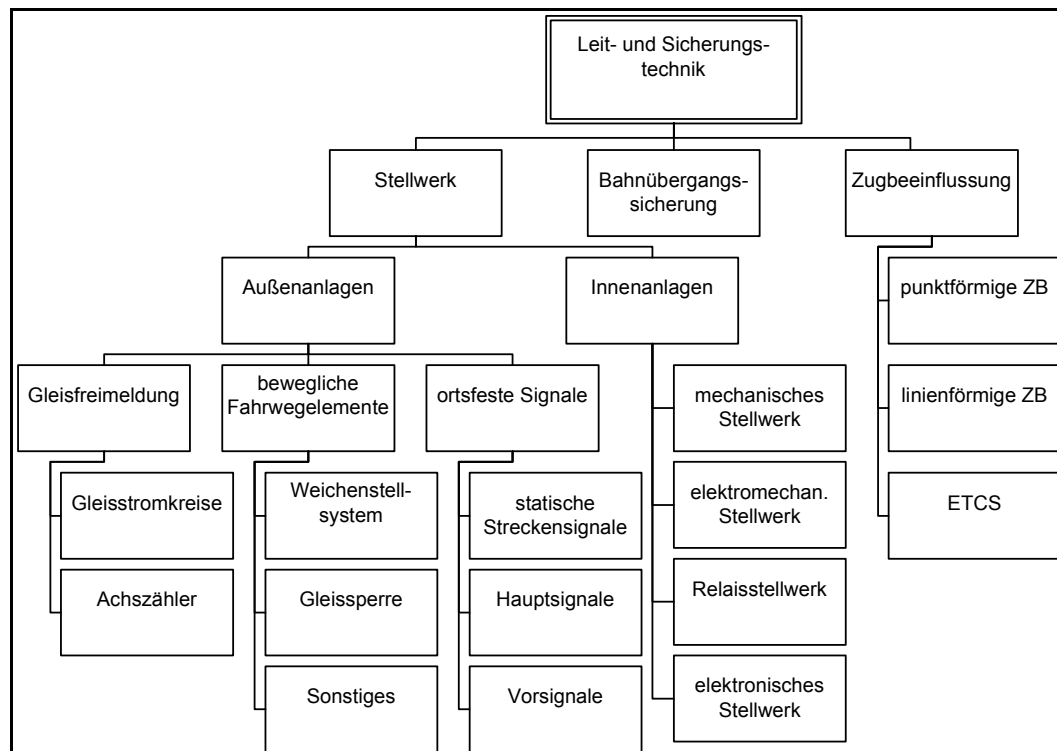 Leit- und Sicherungs-
technik
Stellwerk
Bahnübergangs-
sicherung
Zugbeeinflussung
Außenanlagen
Innenanlagen
punktförmige ZB
linienförmige ZB
ETCS
Gleisfreimeldung
bewegliche
Fahrwegelemente
ortsfeste Signale
mechanisches
Stellwerk
elektromechan.
Stellwerk
Relaisstellwerk
elektronisches
Stellwerk
Gleisstromkreise
Achszähler
Weichenstell-
system
Gleissperre
Sonstiges
statische
Streckensignale
Hauptsignale
Vorsignale